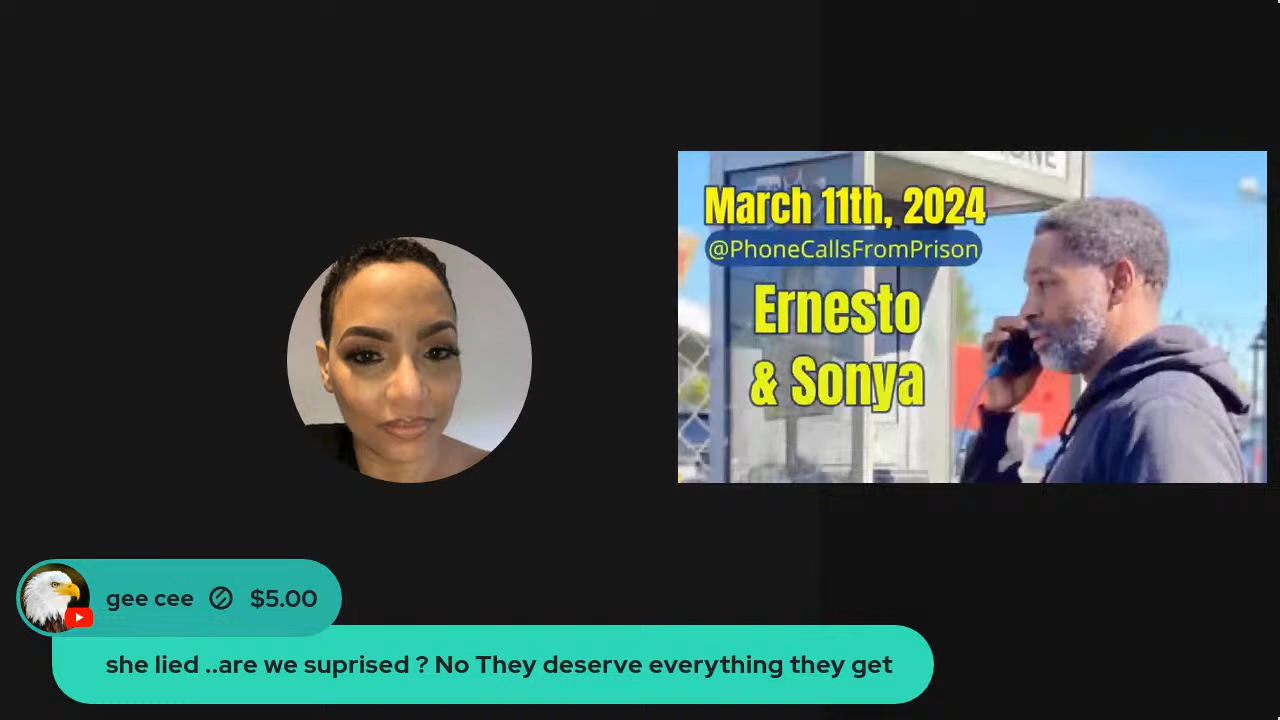 March 11th, 2024
@PhoneCallsFromPrison
Ernesto
& Sonya
gee cee $5.00
she lied ..are we suprised ? No They deserve everything they get